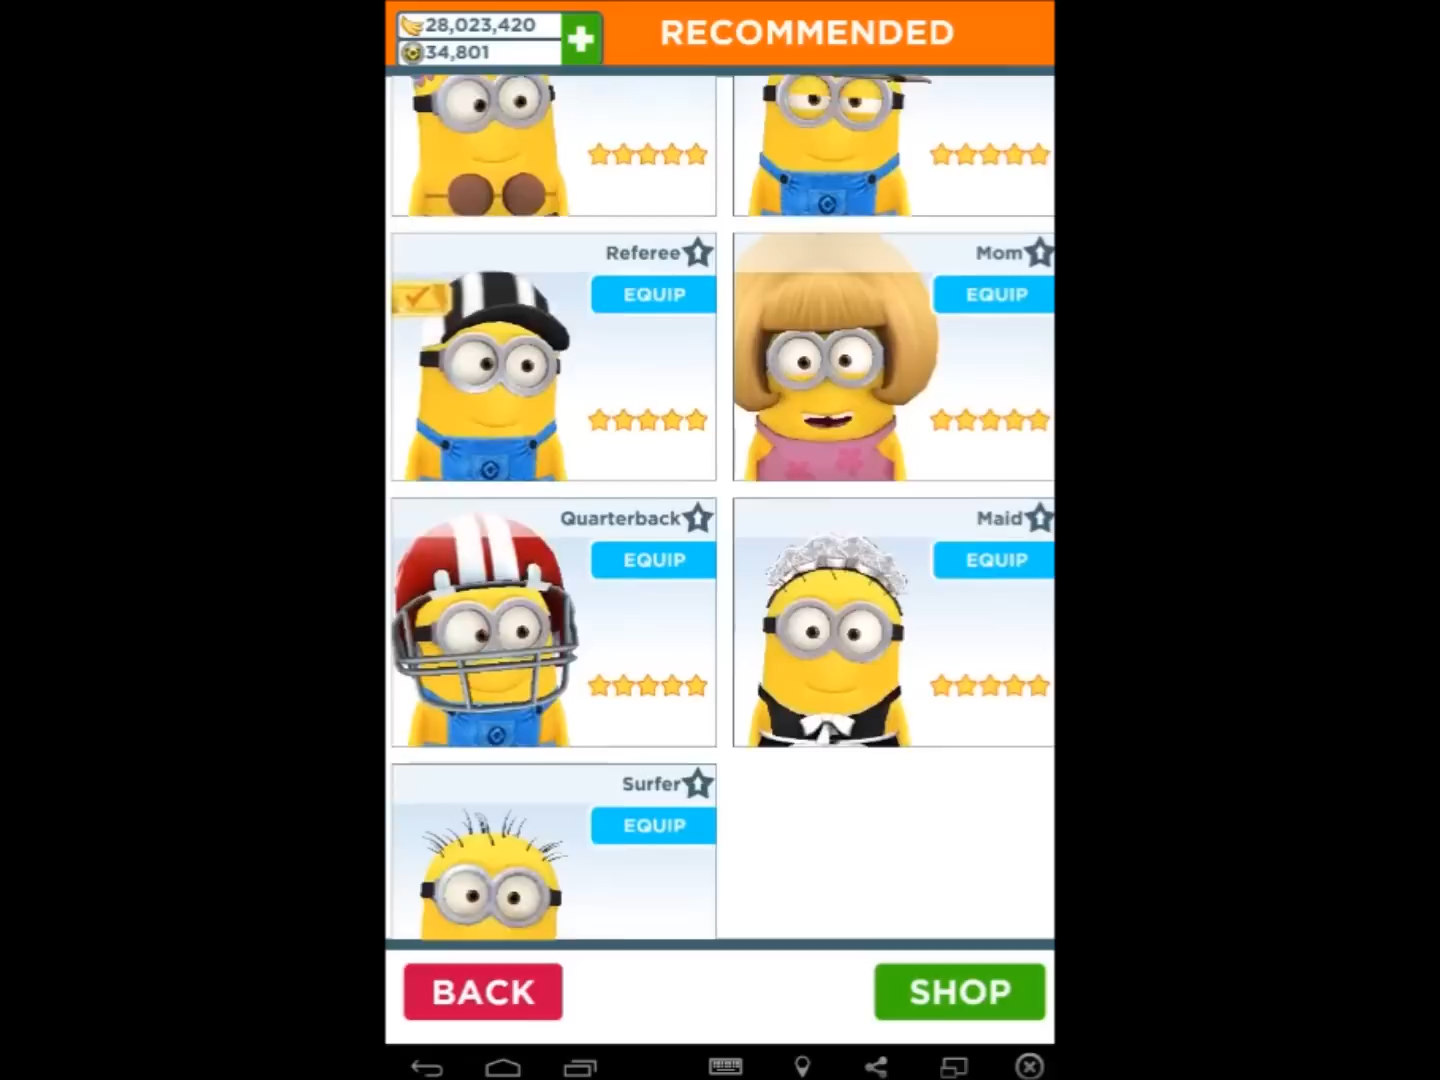 28,023,420
34,801
RECOMMENDED
Referee
EQUIP
Mom
EQUIP
Quarterback
EQUIP
Maid
EQUIP
Surfer
EQUIP
BACK
SHOP